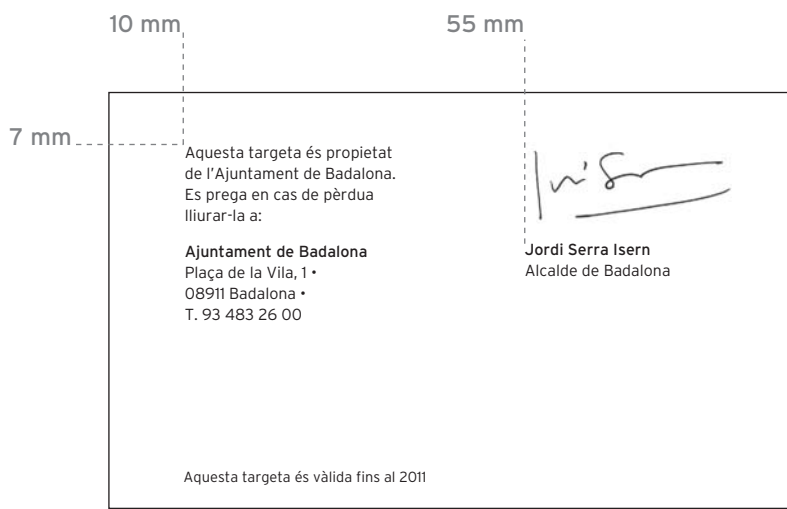 10 mm
55 mm
7 mm
Aquesta targeta és propietat
de l'Ajuntament de Badalona.
Es prega en cas de pèrdua
lliurar-la a:
Ajuntament de Badalona
Plaça de la Vila, 1 •
08911 Badalona •
T. 93 483 26 00
Jordi Serra Isern
Alcalde de Badalona
Aquesta targeta és vàlida fins al 2011